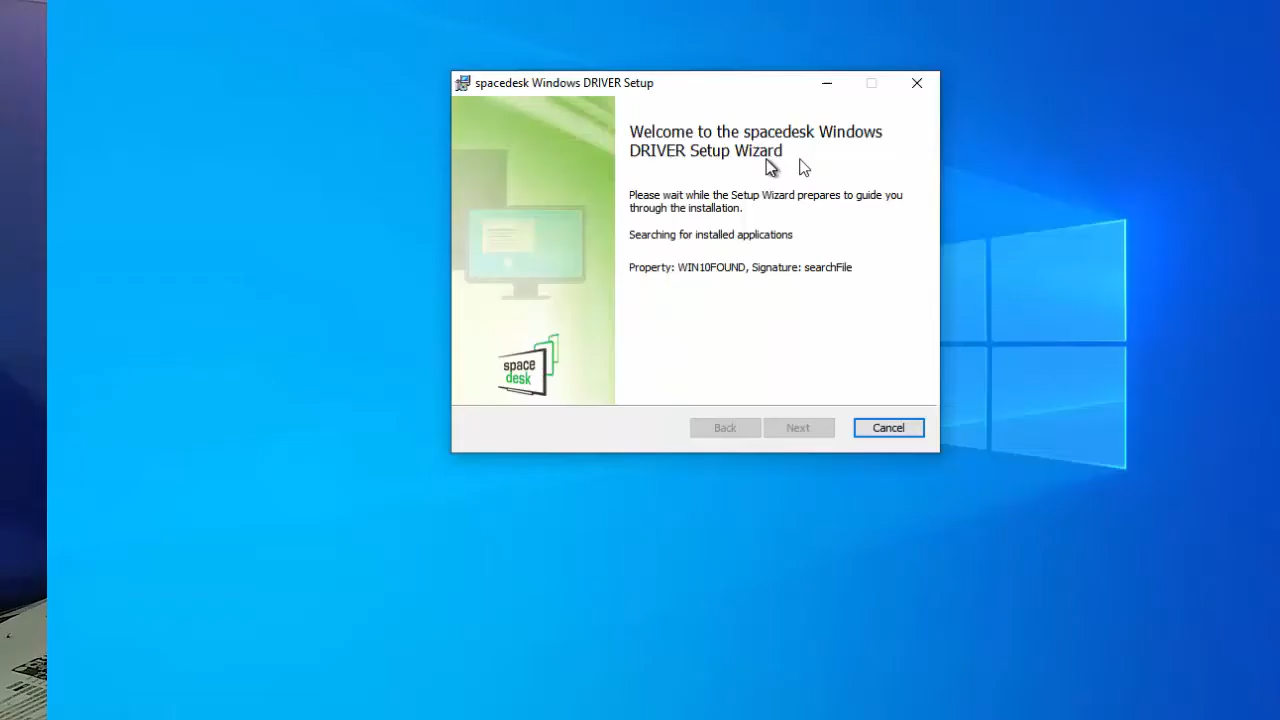 spacedesk Windows DRIVER Setup
Welcome to the spacedesk Windows
DRIVER Setup Wizard
Please wait while the Setup Wizard prepares to guide you
through the installation.
Searching for installed applications
Property: WIN10FOUND, Signature: searchFile
space
desk
Back
Next
Cancel